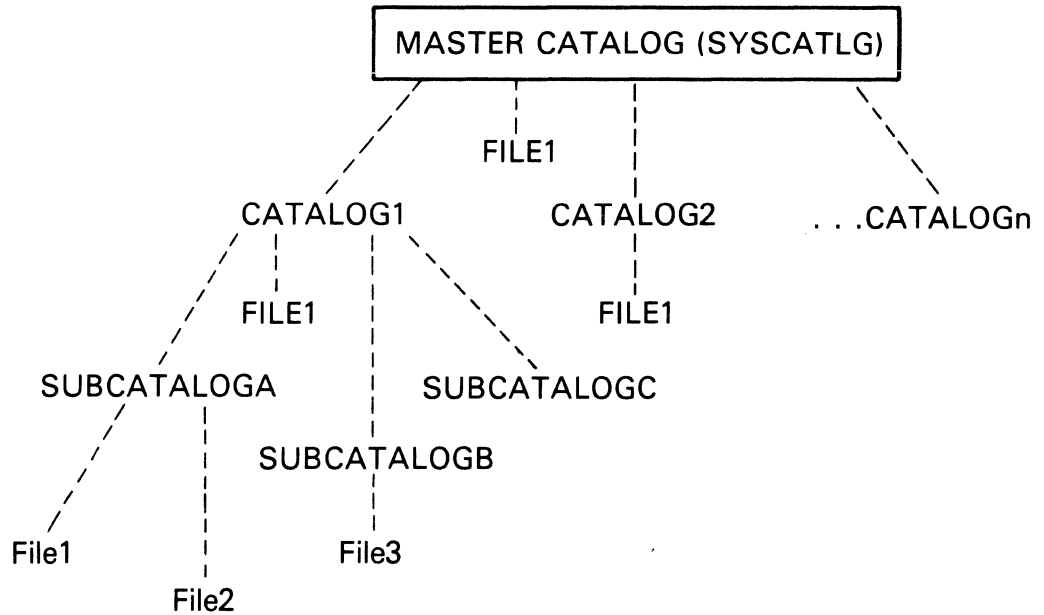 MASTER CATALOG (SYSCATLG)
FILE1
CATALOG1
CATALOG2
. . .CATALOGn
FILE1
FILE1
SUBCATALOGA
SUBCATALOGC
SUBCATALOGB
File1
File3
File2